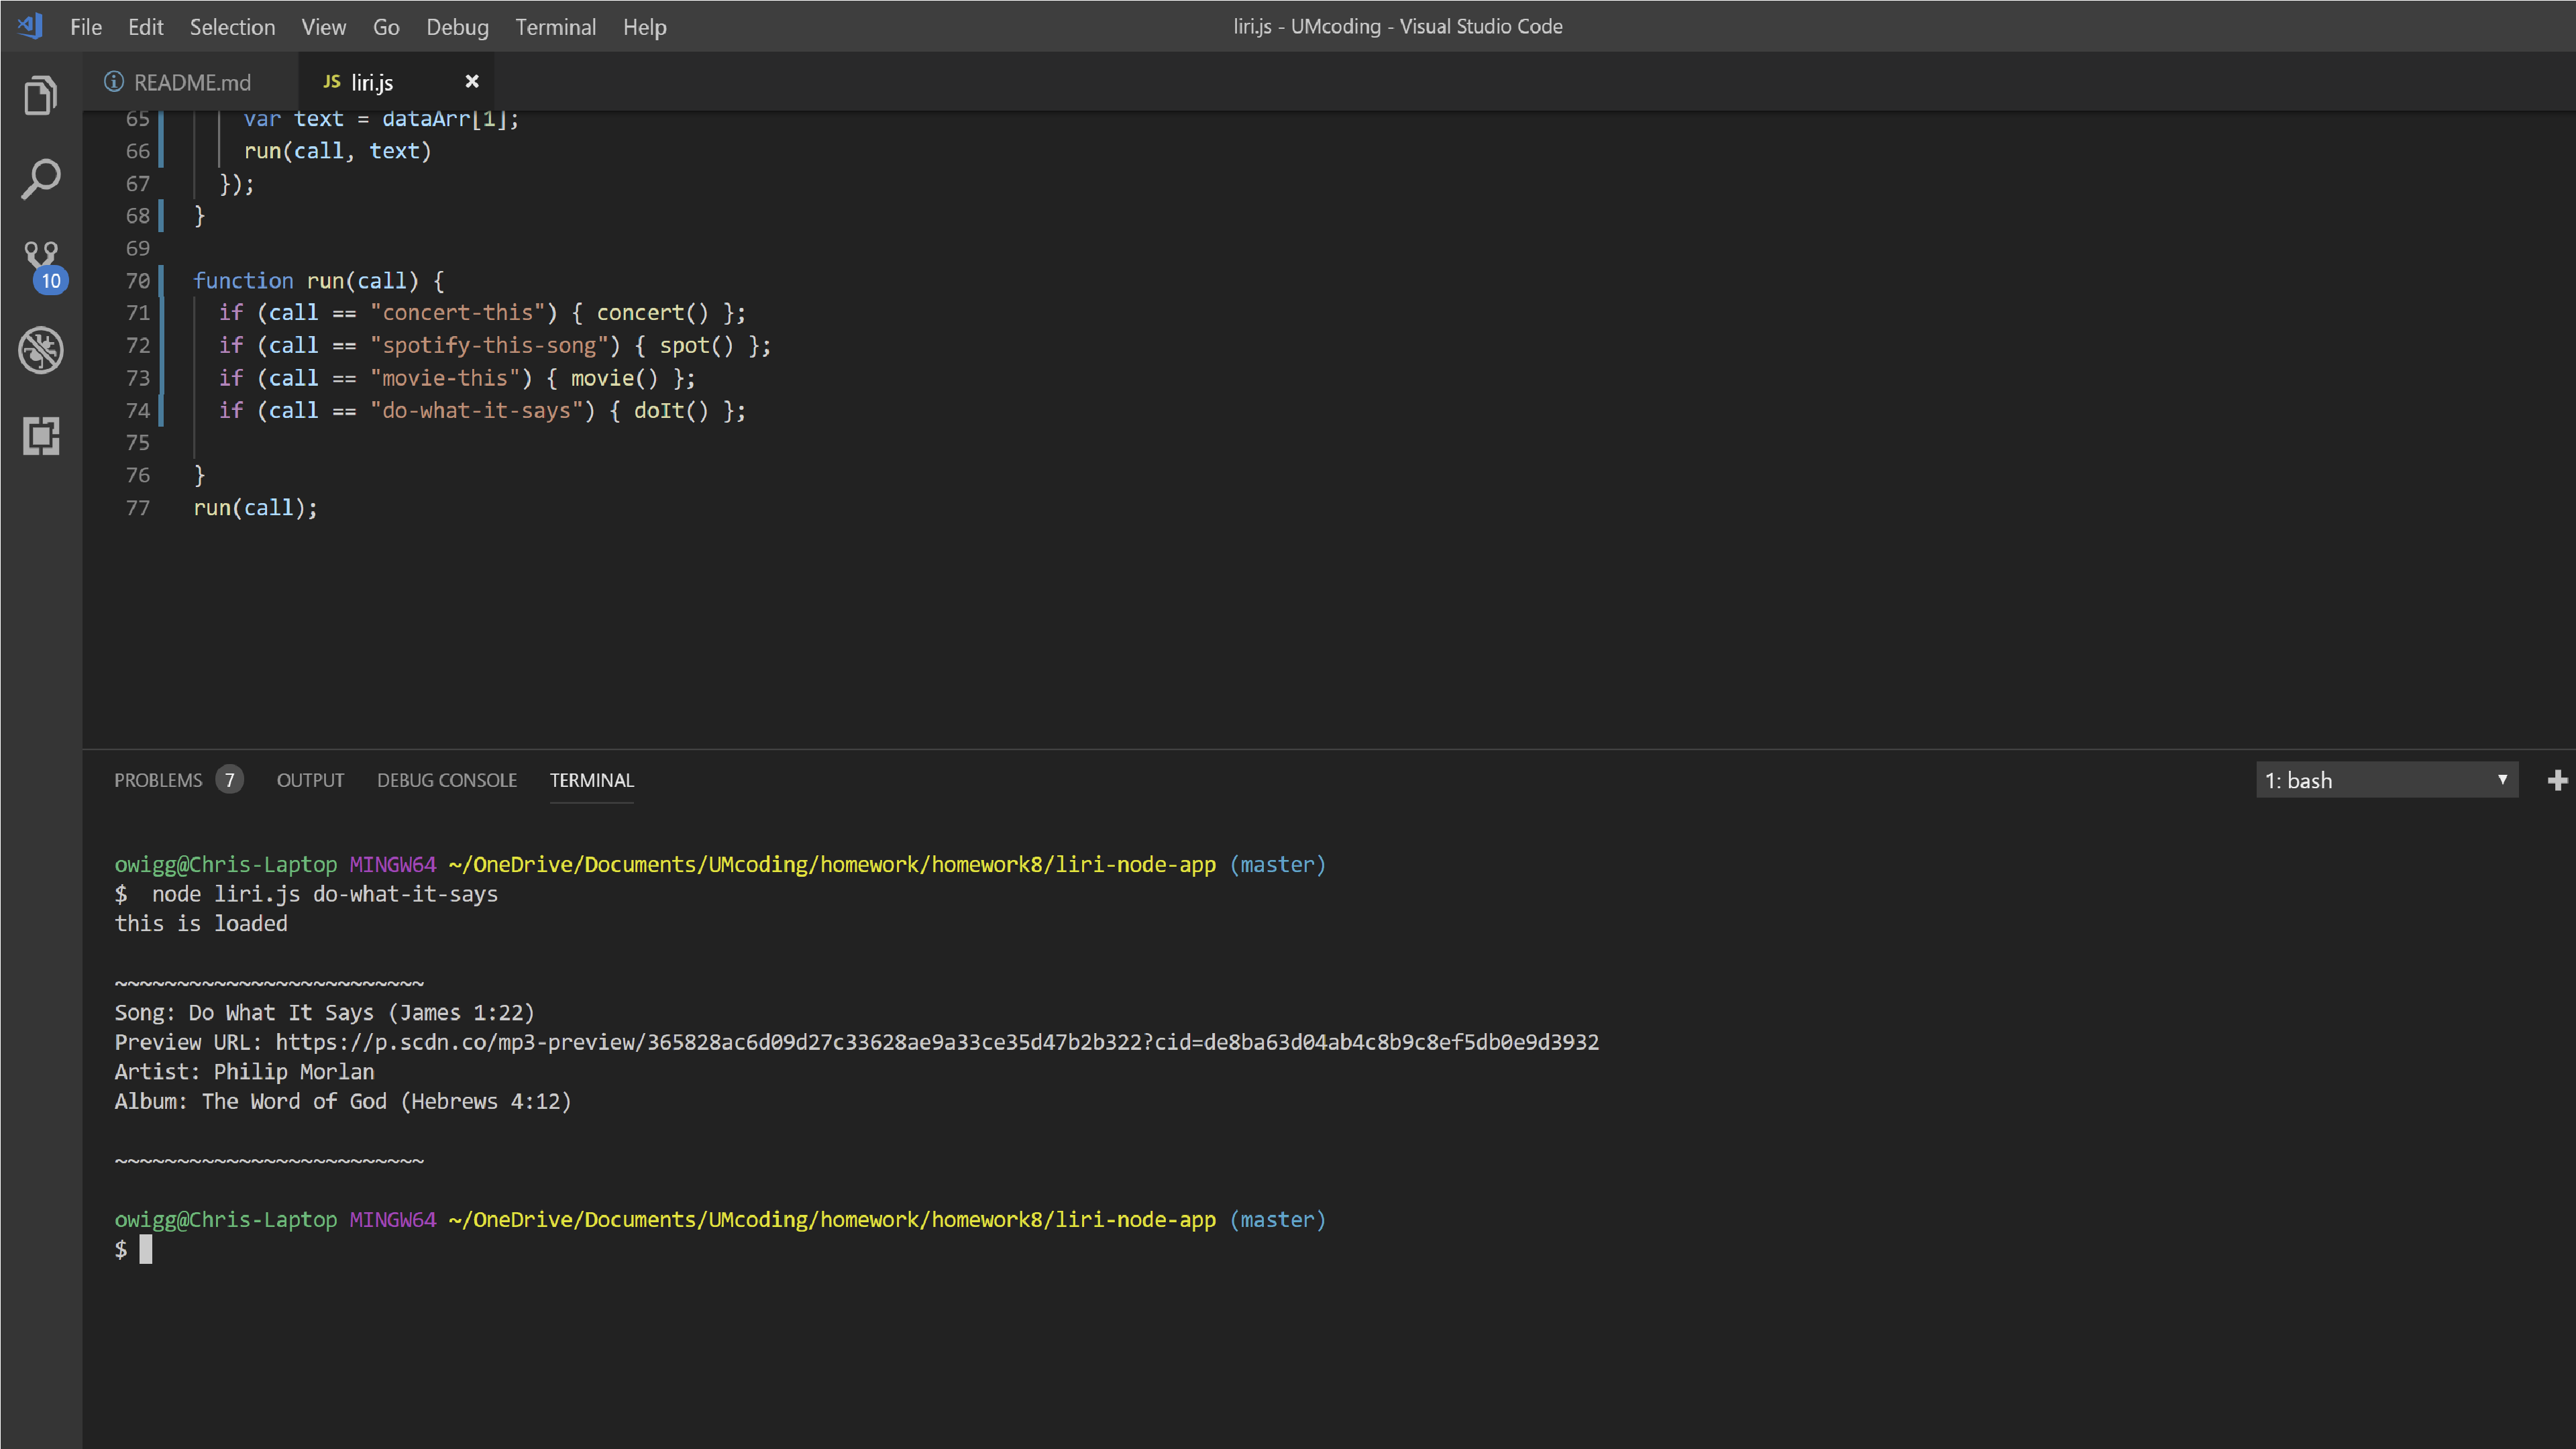 File Edit Selection View Go Debug Terminal Help liri.js - UMcoding - Visual Studio Code
README.md JS liri.js
65 var text = dataArr[1];
66 run(call, text)
67 });
68 }
69
70 function run(call) {
71 if (call == "concert-this") { concert() };
72 if (call == "spotify-this-song") { spot() };
73 if (call == "movie-this") { movie() };
74 if (call == "do-what-it-says") { doIt() };
75
76 }
77 run(call);
10
PROBLEMS 7 OUTPUT DEBUG CONSOLE TERMINAL 1: bash
owigg@Chris-Laptop MINGW64 ~/OneDrive/Documents/UMcoding/homework/homework8/liri-node-app (master)
$ node liri.js do-what-it-says
this is loaded
~~~~~~~~~~~~~~~~~~~~~~~~~
Song: Do What It Says (James 1:22)
Preview URL: https://p.scdn.co/mp3-preview/365828ac6d09d27c33628ae9a33ce35d47b2b322?cid=de8ba63d04ab4c8b9c8ef5db0e9d3932
Artist: Philip Morlan
Album: The Word of God (Hebrews 4:12)
~~~~~~~~~~~~~~~~~~~~~~~~~
owigg@Chris-Laptop MINGW64 ~/OneDrive/Documents/UMcoding/homework/homework8/liri-node-app (master)
$